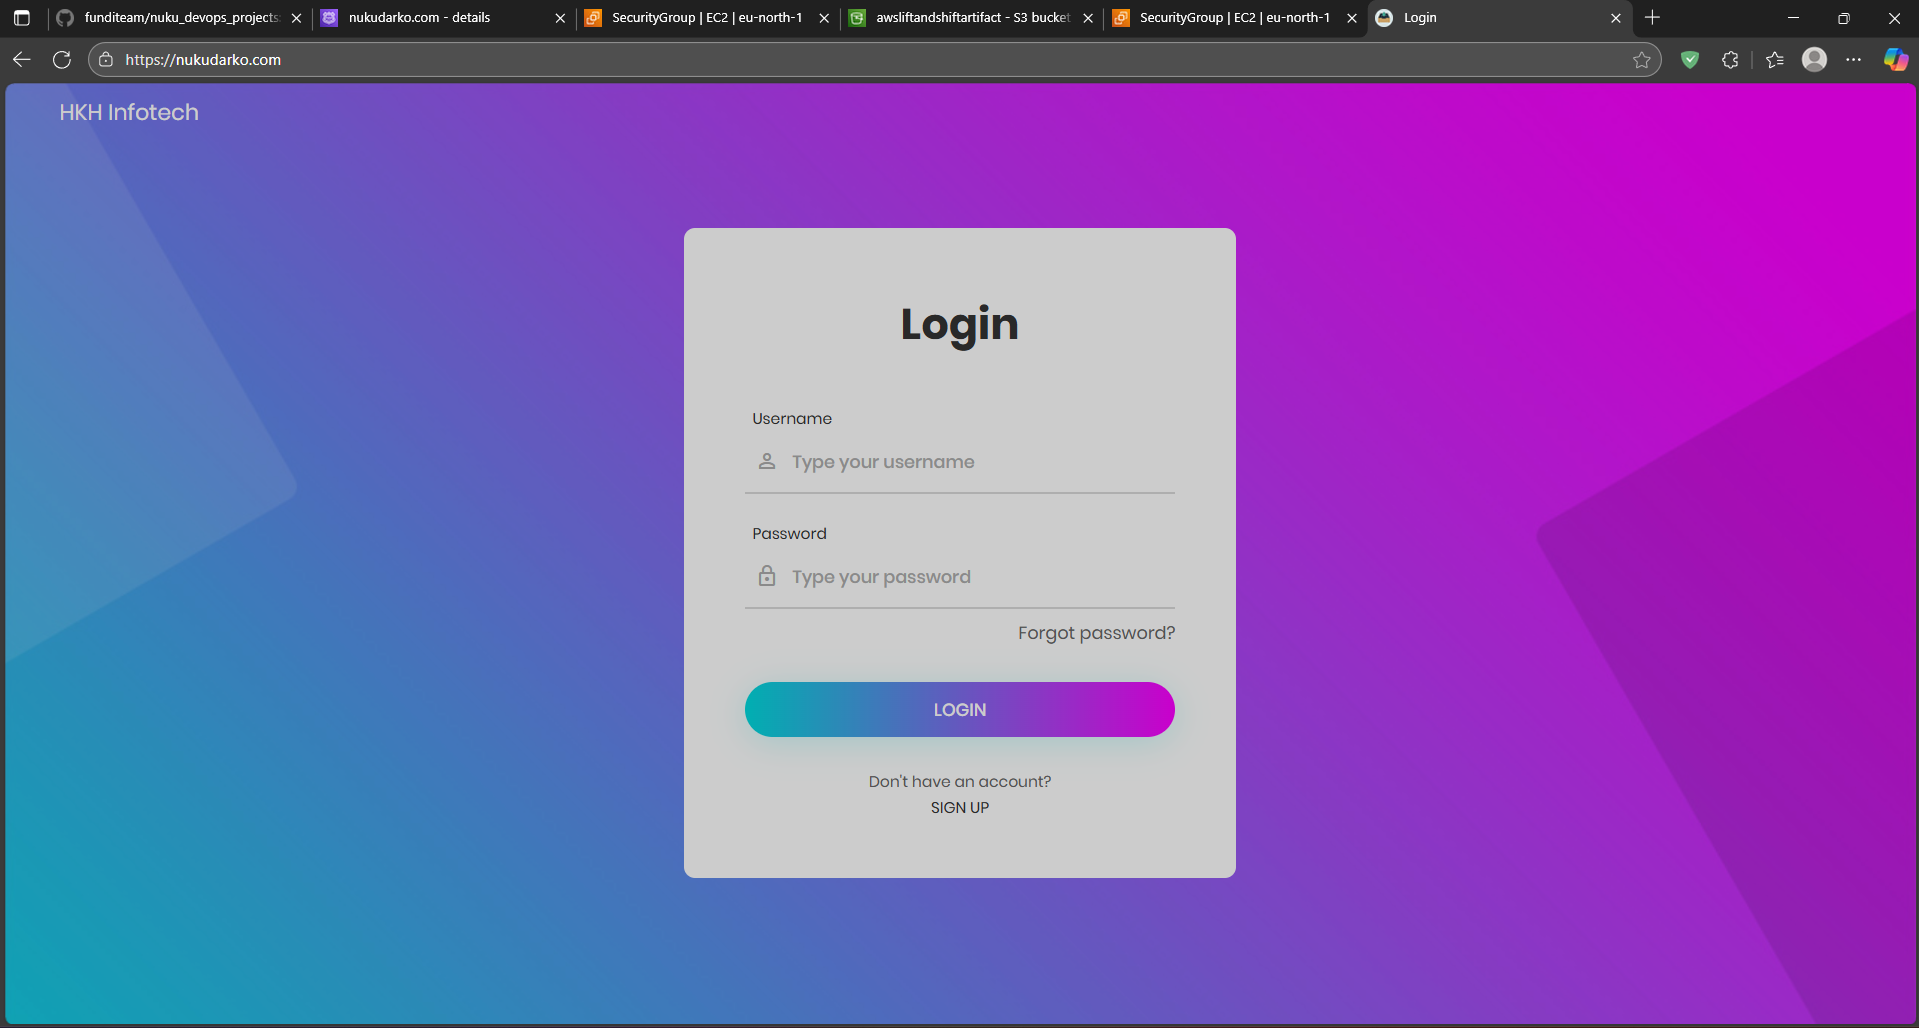 funditeam/nuku_devops_projects:
nukudarko.com - details
SecurityGroup | EC2 | eu-north-1
awsliftandshiftartifact - S3 bucket
SecurityGroup | EC2 | eu-north-1
Login
https://nukudarko.com
HKH Infotech
Login
Username
Type your username
Password
Type your password
Forgot password?
LOGIN
Don't have an account?
SIGN UP